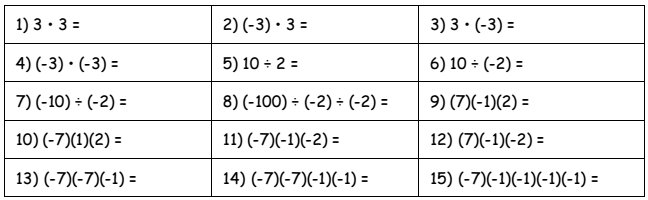 1) 3 • 3 =
2) (-3) • 3 =
3) 3 • (-3) =
4) (-3) • (-3) =
5) 10 ÷ 2 =
6) 10 ÷ (-2) =
7) (-10) ÷ (-2) =
8) (-100) ÷ (-2) ÷ (-2) =
9) (7)(-1)(2) =
10) (-7)(1)(2) =
11) (-7)(-1)(-2) =
12) (7)(-1)(-2) =
13) (-7)(-7)(-1) =
14) (-7)(-7)(-1)(-1) =
15) (-7)(-1)(-1)(-1)(-1) =